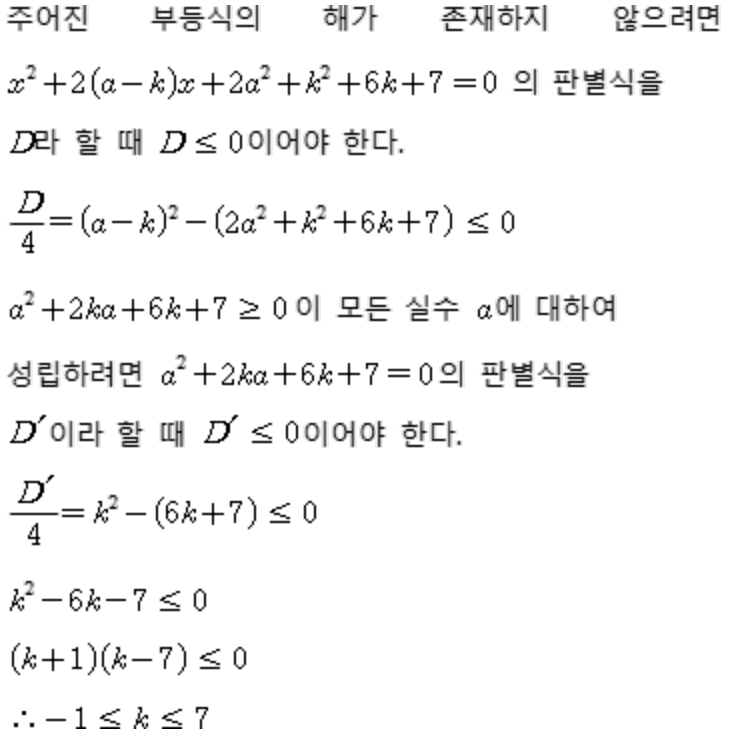 주어진 부등식의 해가 존재하지 않으려면
x²+2(a−k)x+2a²+k²+6k+7=0 의 판별식을
D라 할 때 D≤0이어야 한다.
D/4=(a−k)²−(2a²+k²+6k+7)≤0
a²+2ka+6k+7≥0이 모든 실수 a에 대하여
성립하려면 a²+2ka+6k+7=0의 판별식을
D′이라 할 때 D′≤0이어야 한다.
D′/4=k²−(6k+7)≤0
k²−6k−7≤0
(k+1)(k−7)≤0
∴−1≤k≤7